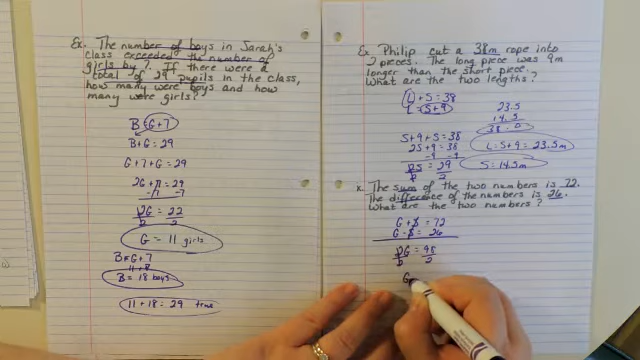 Ex. The number of boys in Sarah's
class exceeded the number of
girls by 7. If there were a
total of 29 pupils in the class,
how many were boys and how
many were girls?
B = G+7
B+G = 29
G+7+G = 29
2G+7 = 29
-7 -7
2G = 22
2 2
G = 11 girls
B = G+7
11+7
B = 18 boys
11 + 18 = 29 true
Ex Philip cut a 38m rope into
2 pieces. The long piece was 9m
longer than the short piece.
What are the two lengths?
L + S = 38
L = S+9
23.5
14.5
38.0
S+9+S = 38
2S+9 = 38
-9 -9
2S = 29
2 2
L = S+9 = 23.5m
S = 14.5m
x. The sum of the two numbers is 72.
The difference of the numbers is 26.
What are the two numbers?
G + S = 72
G - S = 26
2G = 98
2 2
G